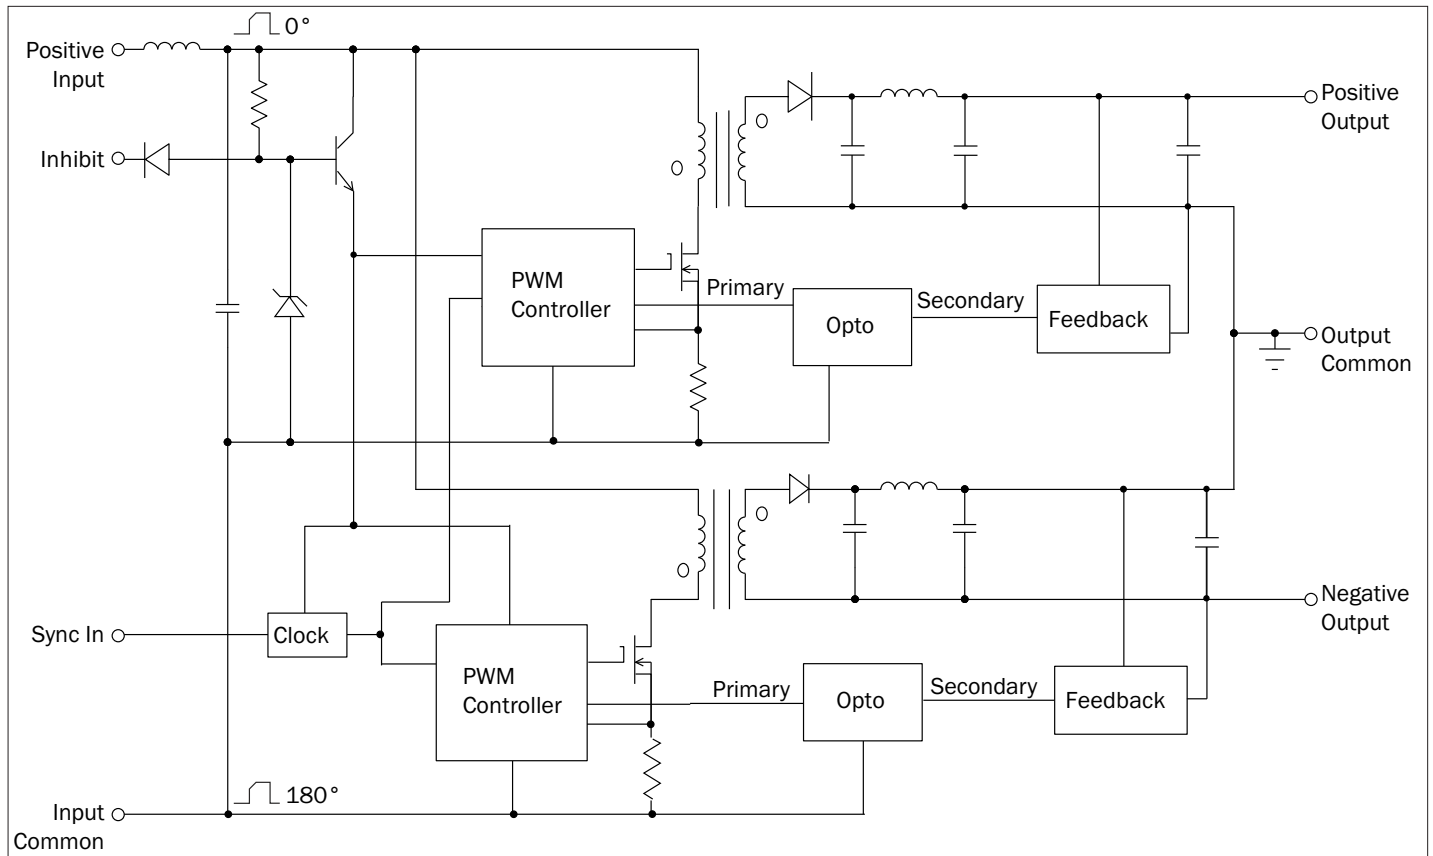 0°
Positive
Input
Positive
Output
Inhibit
PWM
Controller
Primary
Secondary
Opto
Feedback
Output
Common
Negative
Output
Sync In
Clock
PWM
Controller
Primary
Secondary
Opto
Feedback
180°
Input
Common